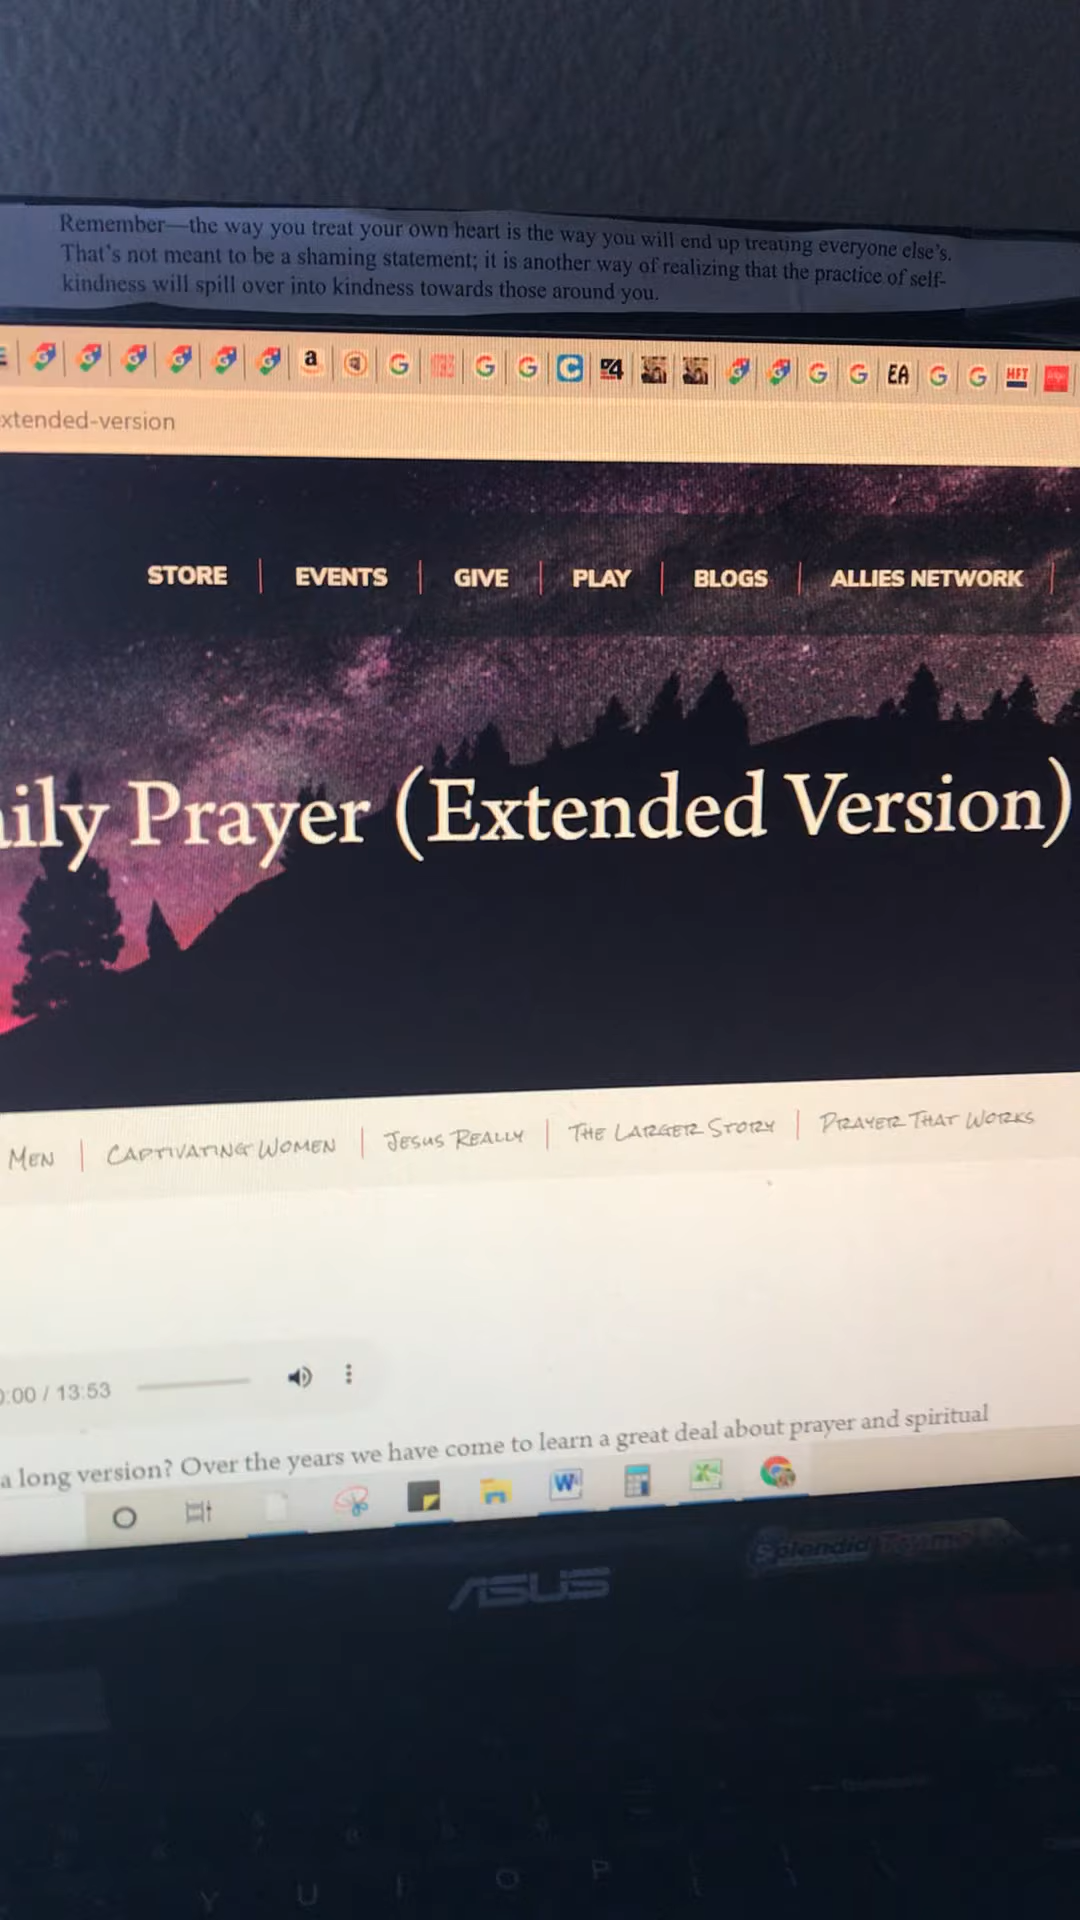 Remember—the way you treat your own heart is the way you will end up treating everyone else's.
That's not meant to be a shaming statement; it is another way of realizing that the practice of self-
kindness will spill over into kindness towards those around you.
a G C 4 G G EA G G HFT
xtended-version
STORE | EVENTS | GIVE | PLAY | BLOGS | ALLIES NETWORK |
ily Prayer (Extended Version)
MEN | CAPTIVATING WOMEN | JESUS REALLY | THE LARGER STORY | PRAYER THAT WORKS
0:00 / 13:53
a long version? Over the years we have come to learn a great deal about prayer and spiritual
Splendid
ASUS
Y U I O P